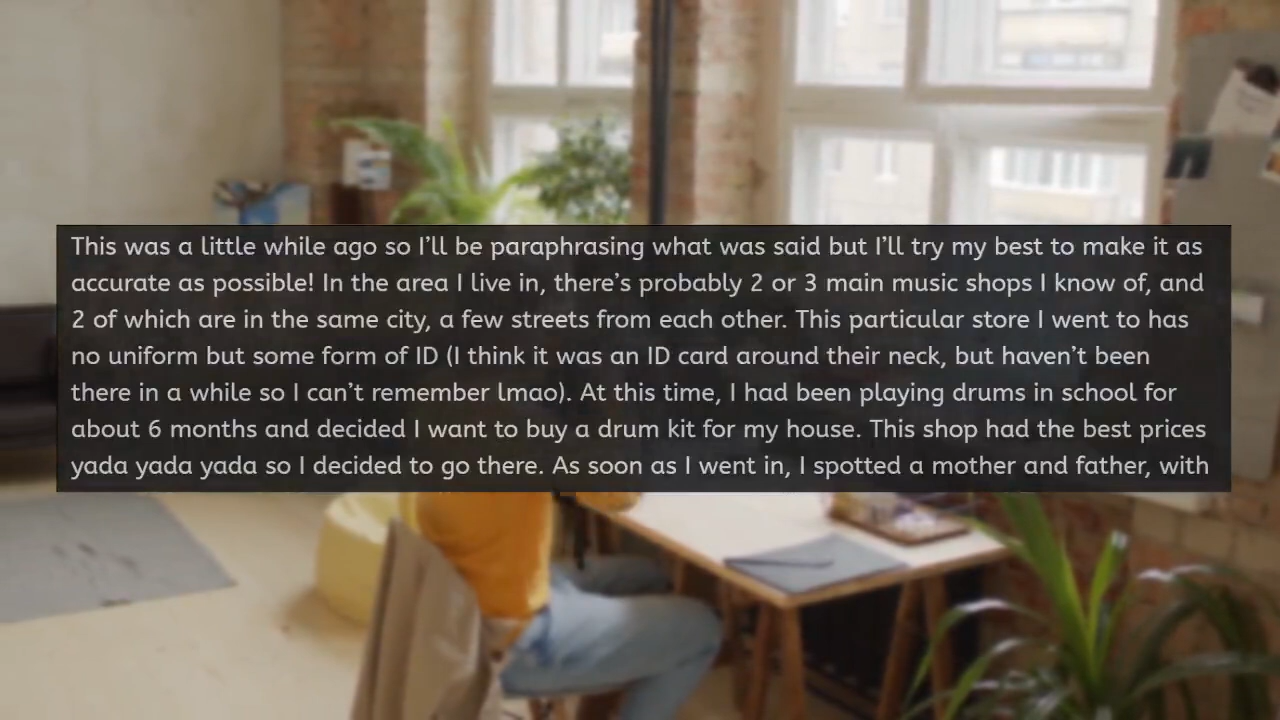 This was a little while ago so I’ll be paraphrasing what was said but I’ll try my best to make it as
accurate as possible! In the area I live in, there’s probably 2 or 3 main music shops I know of, and
2 of which are in the same city, a few streets from each other. This particular store I went to has
no uniform but some form of ID (I think it was an ID card around their neck, but haven’t been
there in a while so I can’t remember lmao). At this time, I had been playing drums in school for
about 6 months and decided I want to buy a drum kit for my house. This shop had the best prices
yada yada yada so I decided to go there. As soon as I went in, I spotted a mother and father, with